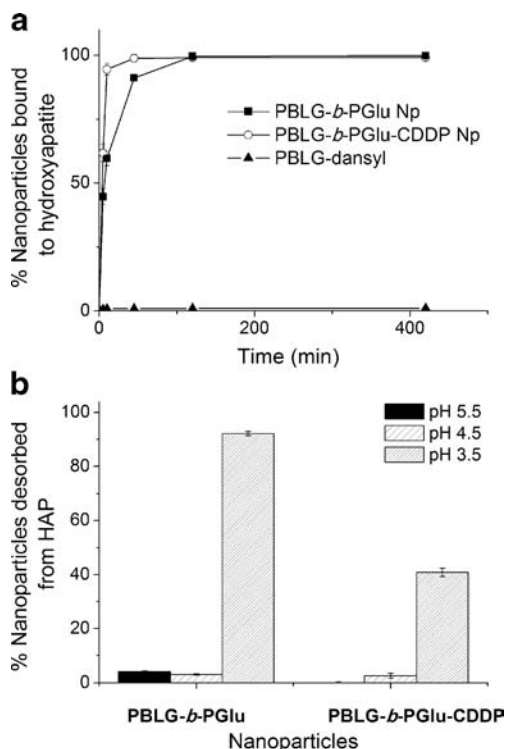 a
100
50
0
% Nanoparticles bound
to hydroxyapatite
PBLG-b-PGlu Np
PBLG-b-PGlu-CDDP Np
PBLG-dansyl
0
200
400
Time (min)
b
100
80
60
40
20
0
% Nanoparticles desorbed
from HAP
pH 5.5
pH 4.5
pH 3.5
PBLG-b-PGlu
PBLG-b-PGlu-CDDP
Nanoparticles